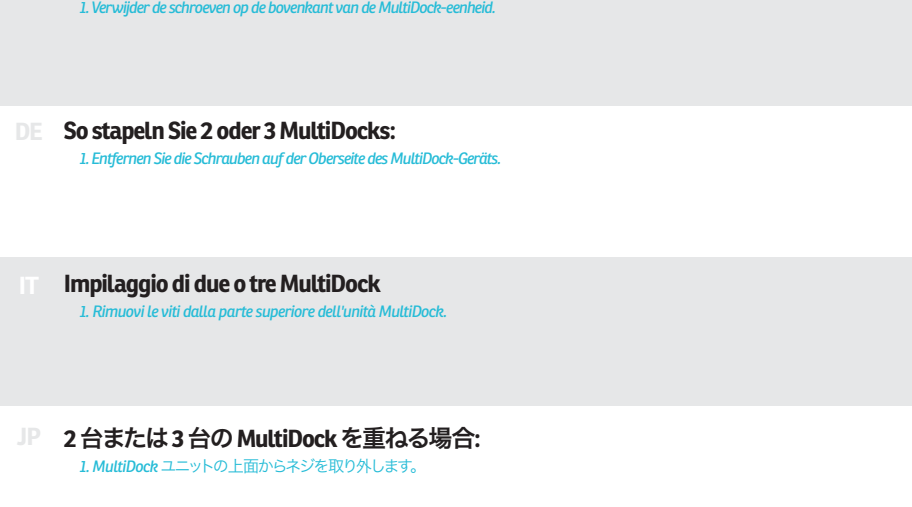 1. Verwijder de schroeven op de bovenkant van de MultiDock-eenheid.
DE
So stapeln Sie 2 oder 3 MultiDocks:
1. Entfernen Sie die Schrauben auf der Oberseite des MultiDock-Geräts.
IT
Impilaggio di due o tre MultiDock
1. Rimuovi le viti dalla parte superiore dell'unità MultiDock.
JP
2 台または 3 台の MultiDock を重ねる場合:
1. MultiDock ユニットの上面からネジを取り外します。